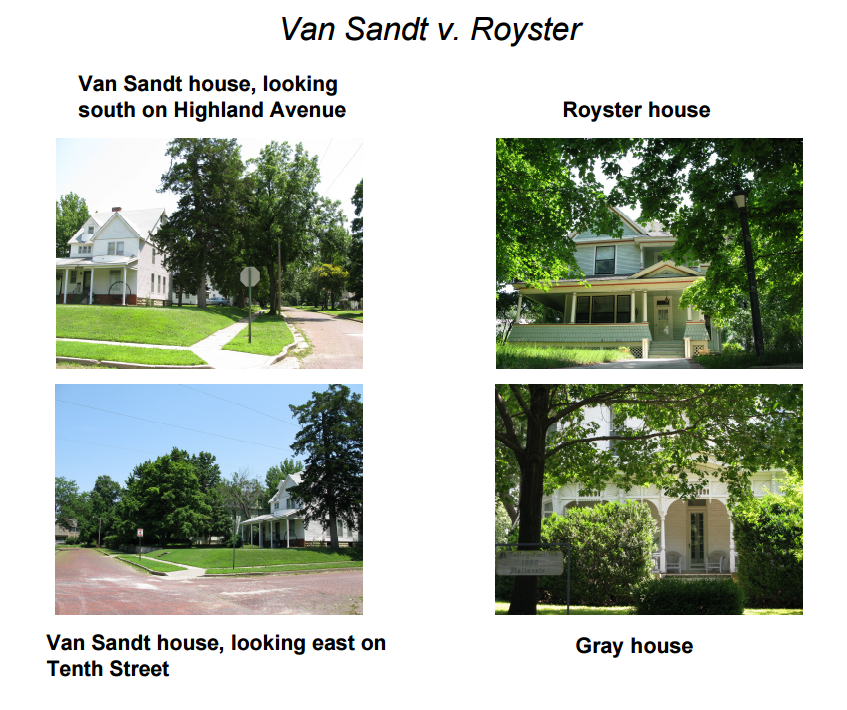 Van Sandt v. Royster
Van Sandt house, looking
south on Highland Avenue
Royster house
Van Sandt house, looking east on
Tenth Street
Gray house